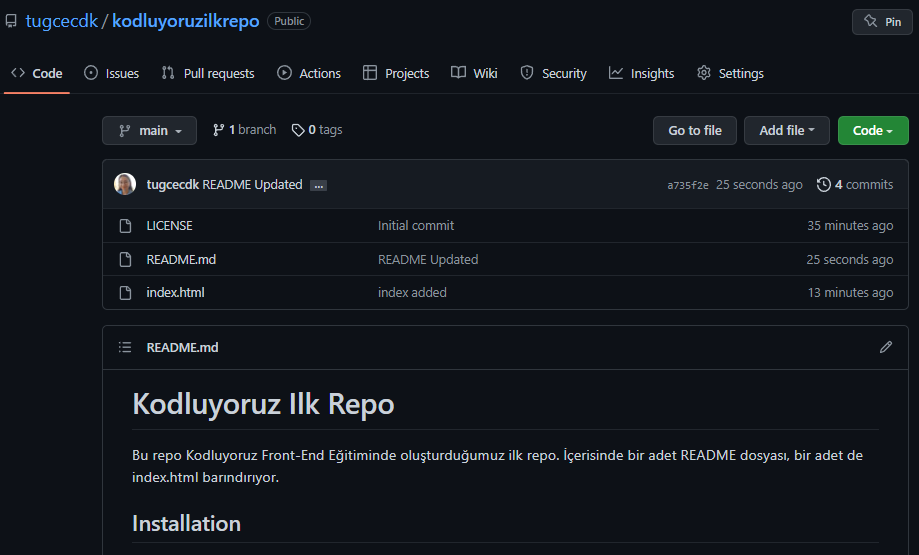 tugcecdk / kodluyoruzilkrepo Public Pin
Code Issues Pull requests Actions Projects Wiki Security Insights Settings
main 1 branch 0 tags Go to file Add file Code
tugcecdk README Updated ... a735f2e 25 seconds ago 4 commits
LICENSE Initial commit 35 minutes ago
README.md README Updated 25 seconds ago
index.html index added 13 minutes ago
README.md
Kodluyoruz Ilk Repo
Bu repo Kodluyoruz Front-End Eğitiminde oluşturduğumuz ilk repo. İçerisinde bir adet README dosyası, bir adet de
index.html barındırıyor.
Installation